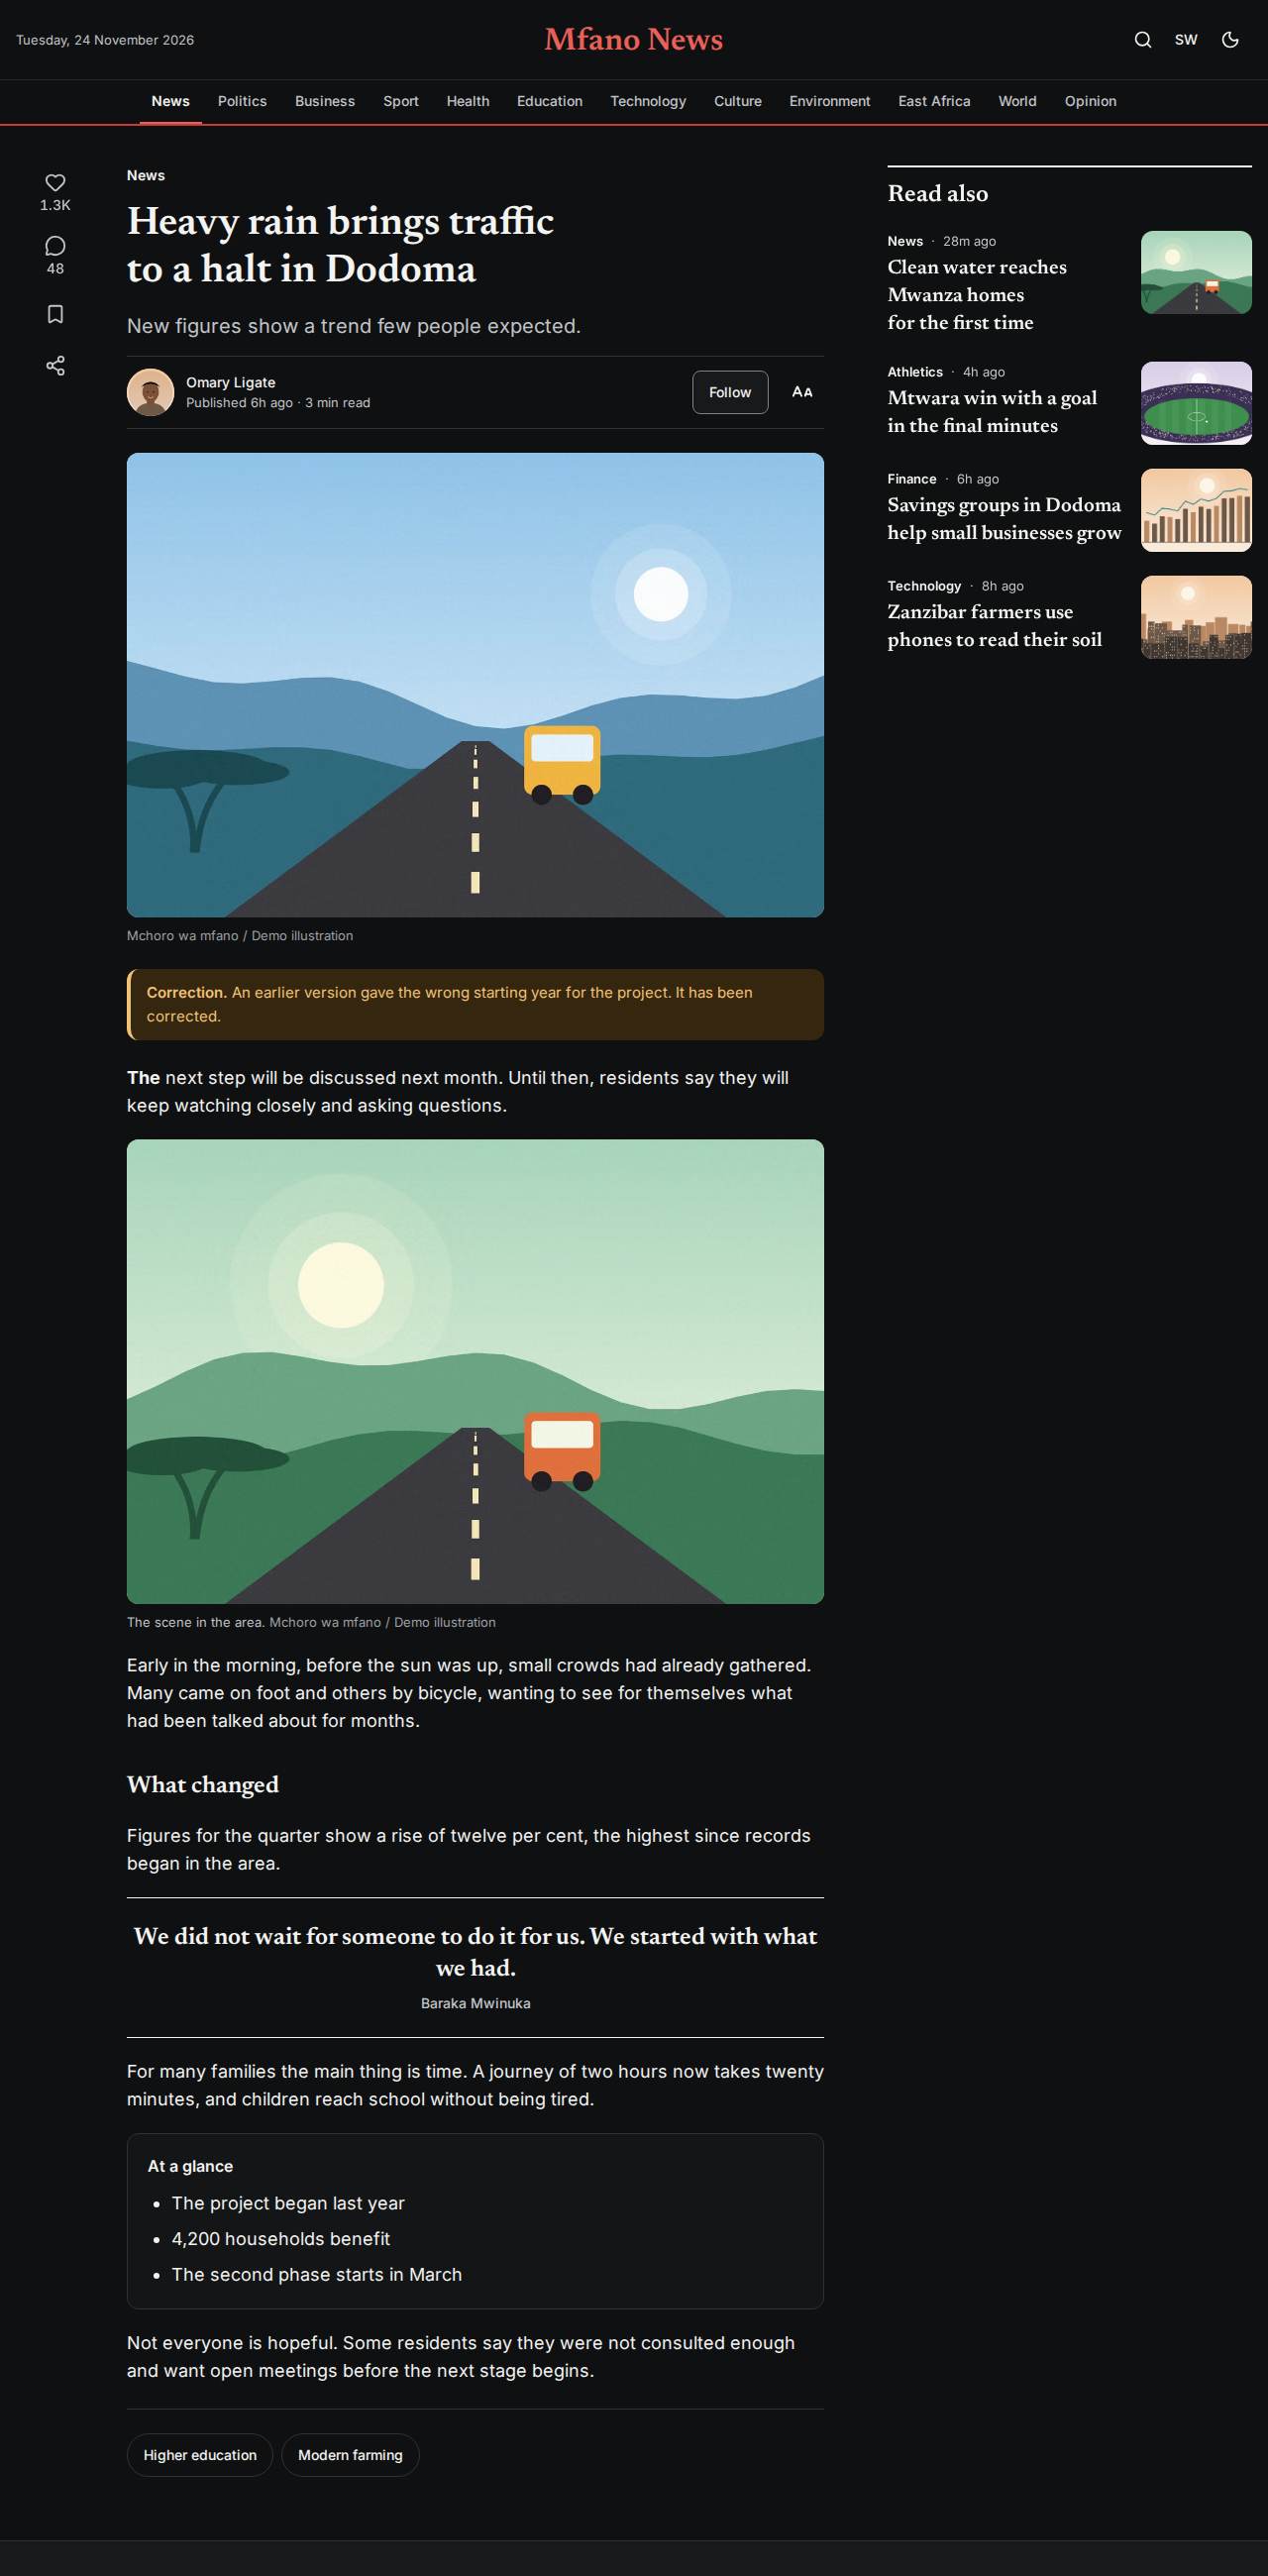 Tuesday, 24 November 2026
Mfano News
SW
News
Politics
Business
Sport
Health
Education
Technology
Culture
Environment
East Africa
World
Opinion
1.3K
48
News
Heavy rain brings traffic
to a halt in Dodoma
New figures show a trend few people expected.
Omary Ligate
Published 6h ago · 3 min read
Follow
AA
Mchoro wa mfano / Demo illustration
Correction. An earlier version gave the wrong starting year for the project. It has been
corrected.
The next step will be discussed next month. Until then, residents say they will
keep watching closely and asking questions.
The scene in the area. Mchoro wa mfano / Demo illustration
Early in the morning, before the sun was up, small crowds had already gathered.
Many came on foot and others by bicycle, wanting to see for themselves what
had been talked about for months.
What changed
Figures for the quarter show a rise of twelve per cent, the highest since records
began in the area.
We did not wait for someone to do it for us. We started with what
we had.
Baraka Mwinuka
For many families the main thing is time. A journey of two hours now takes twenty
minutes, and children reach school without being tired.
At a glance
• The project began last year
• 4,200 households benefit
• The second phase starts in March
Not everyone is hopeful. Some residents say they were not consulted enough
and want open meetings before the next stage begins.
Higher education
Modern farming
Read also
News · 28m ago
Clean water reaches
Mwanza homes
for the first time
Athletics · 4h ago
Mtwara win with a goal
in the final minutes
Finance · 6h ago
Savings groups in Dodoma
help small businesses grow
Technology · 8h ago
Zanzibar farmers use
phones to read their soil